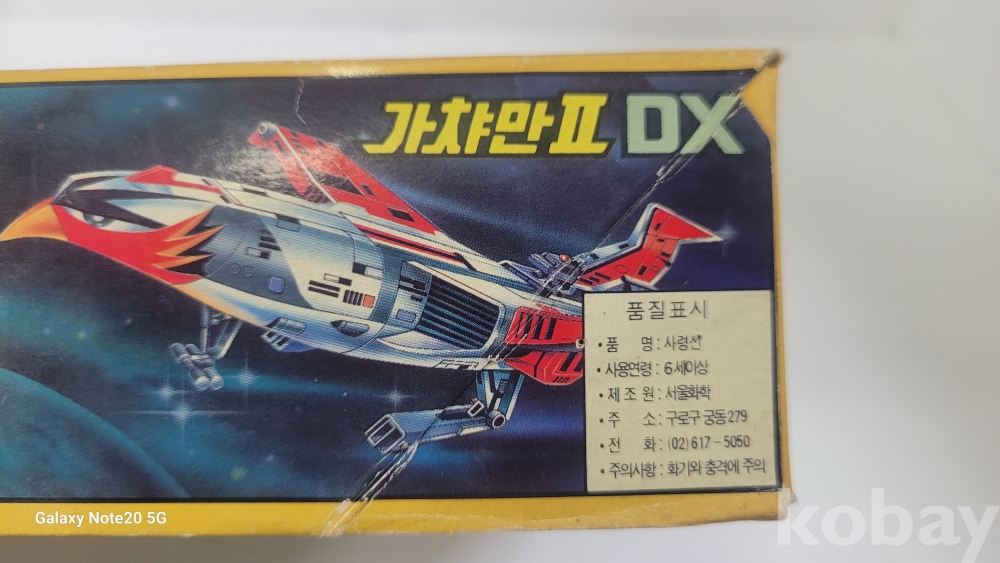 가챠만Ⅱ DX
품질표시
·품 명 : 사령선
·사용연령 : 6세이상
·제조원 : 서울화학
·주 소 : 구로구 궁동 279
·전 화 : (02) 617-5050
·주의사항 : 화기와 충격에 주의
Galaxy Note20 5G
kobay